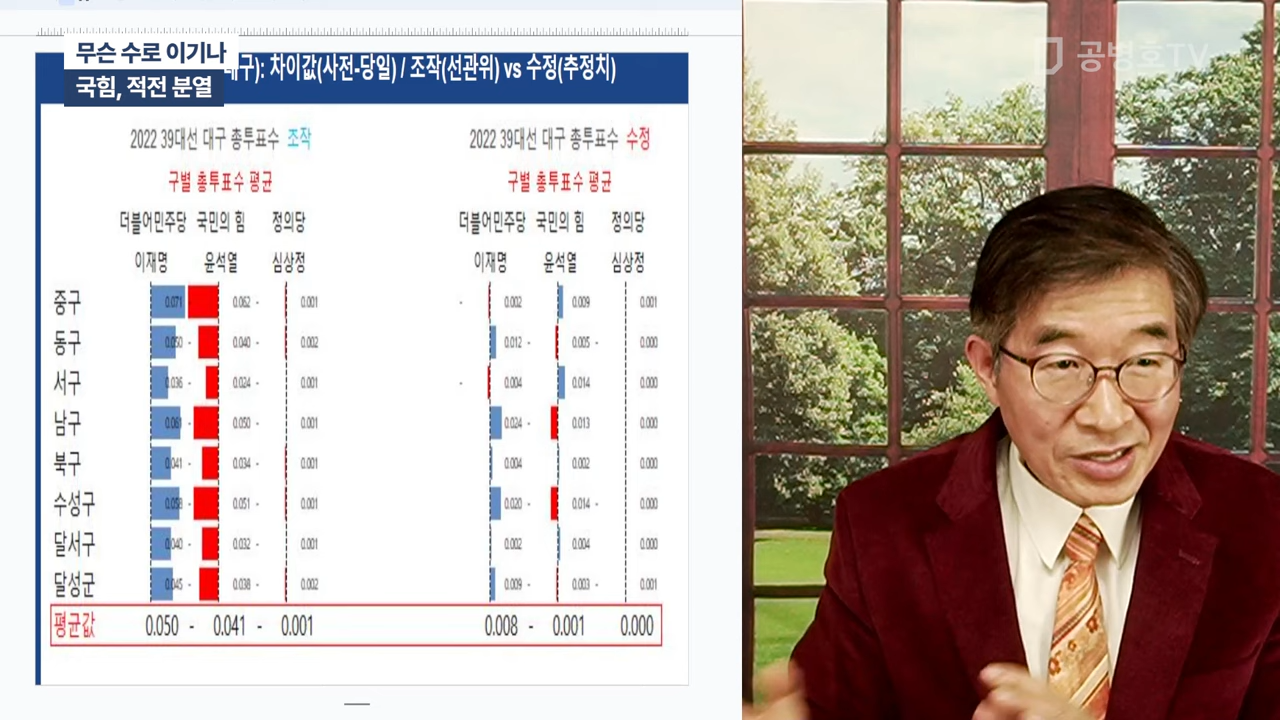 무슨 수로 이기나
국힘, 적전 분열
대구): 차이값(사전-당일) / 조작(선관위) vs 수정(추정치)
공병호TV
2022 39대선 대구 총투표수 조작
2022 39대선 대구 총투표수 수정
구별 총투표수 평균
구별 총투표수 평균
더불어민주당 국민의 힘 정의당
더불어민주당 국민의 힘 정의당
이재명 윤석열 심상정
이재명 윤석열 심상정
중구 0.071 - 0.062 - 0.001 - 0.002 0.009 0.001
동구 0.050 - 0.040 - 0.002 0.012 - 0.005 - 0.000
서구 0.036 - 0.024 - 0.001 - 0.004 0.014 0.000
남구 0.061 - 0.050 - 0.001 0.024 - 0.013 0.000
북구 0.041 - 0.034 - 0.001 0.004 - 0.002 0.000
수성구 0.058 - 0.051 - 0.001 0.020 - 0.014 - 0.000
달서구 0.040 - 0.032 - 0.001 0.002 0.004 0.000
달성군 0.045 - 0.038 - 0.002 0.009 - 0.003 - 0.001
평균값 0.050 - 0.041 - 0.001 0.008 - 0.001 0.000